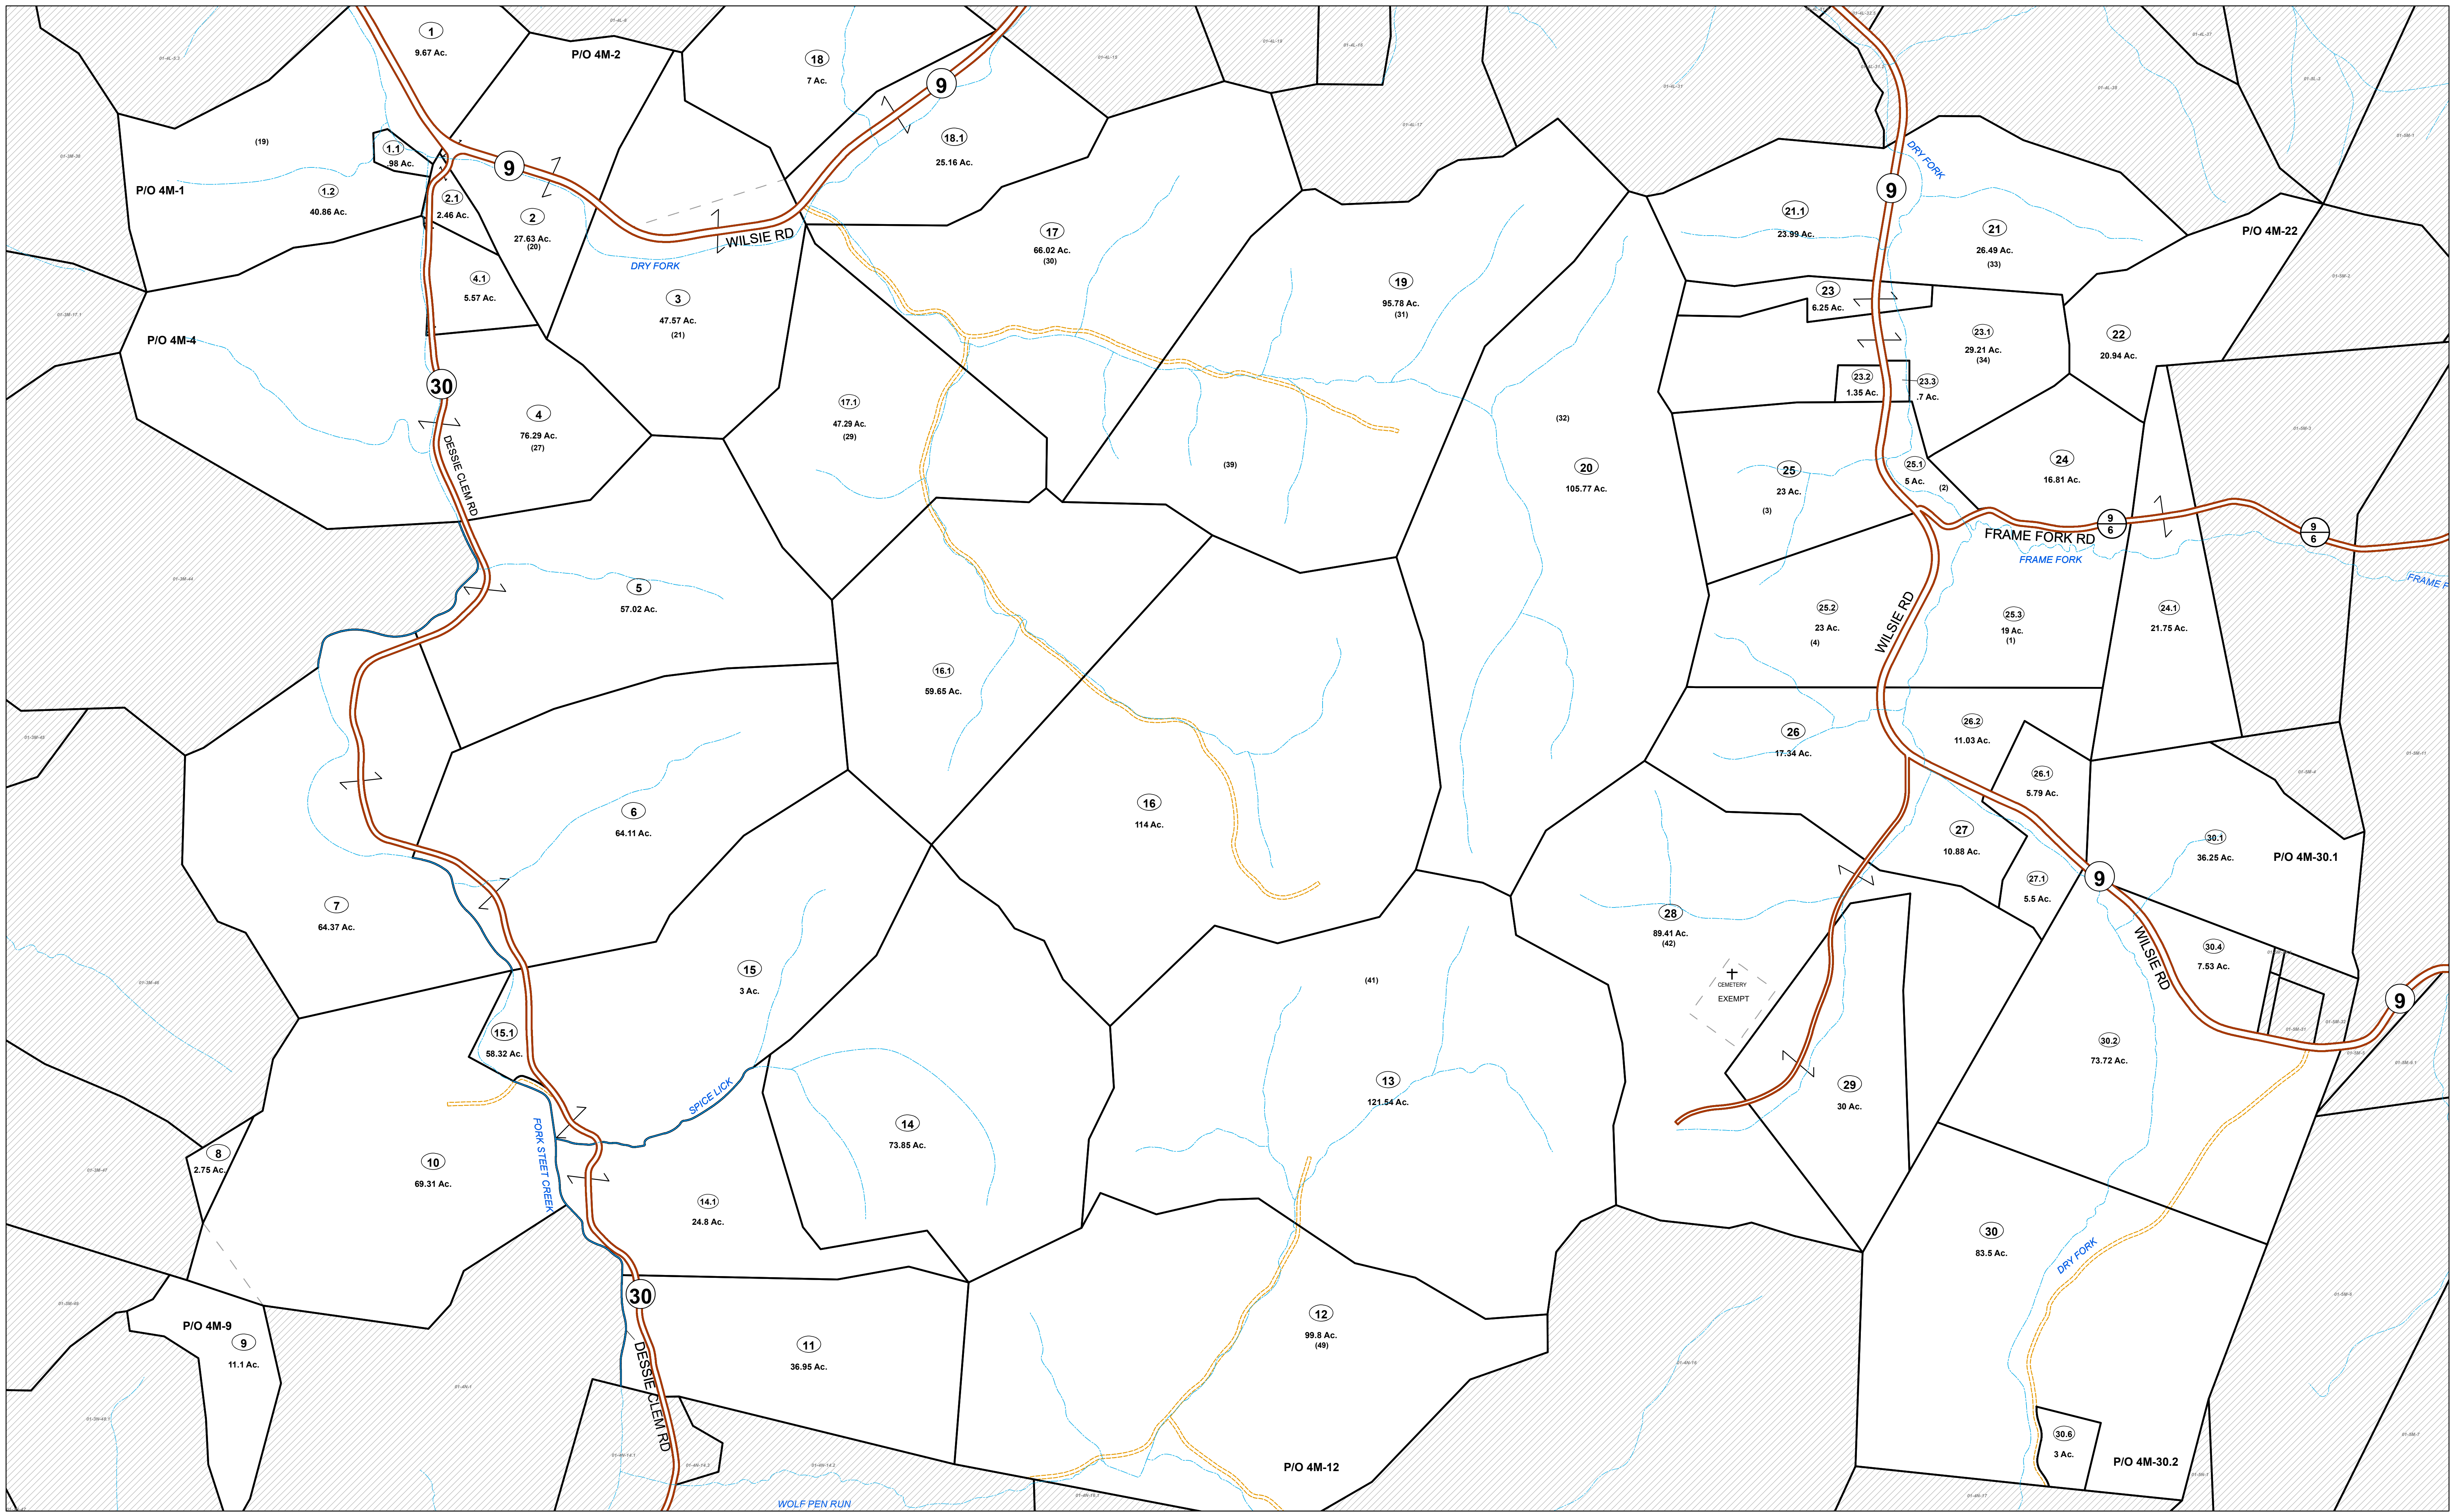 1
9.67 Ac.
P/O 4M-2
18
7 Ac.
9
18.1
25.16 Ac.
(19)
1.1
.98 Ac.
P/O 4M-1
1.2
40.86 Ac.
9
2.1
2.46 Ac.
2
27.63 Ac.
(20)
WILSIE RD
DRY FORK
4.1
5.57 Ac.
3
47.57 Ac.
(21)
17
66.02 Ac.
(30)
19
95.78 Ac.
(31)
9
DRY FORK
21.1
23.99 Ac.
21
26.49 Ac.
(33)
P/O 4M-22
23
6.25 Ac.
23.1
29.21 Ac.
(34)
22
20.94 Ac.
P/O 4M-4
30
4
76.29 Ac.
(27)
DESSIE CLEM RD
17.1
47.29 Ac.
(29)
(39)
(32)
20
105.77 Ac.
23.2
1.35 Ac.
23.3
.7 Ac.
25
23 Ac.
(3)
25.1
5 Ac.
(2)
24
16.81 Ac.
9
6
FRAME FORK RD
FRAME FORK
9
6
FRAME F
5
57.02 Ac.
25.2
23 Ac.
(4)
WILSIE RD
25.3
19 Ac.
(1)
24.1
21.75 Ac.
16.1
59.65 Ac.
26
17.34 Ac.
26.2
11.03 Ac.
26.1
5.79 Ac.
6
64.11 Ac.
16
114 Ac.
27
10.88 Ac.
27.1
5.5 Ac.
30.1
36.25 Ac.
P/O 4M-30.1
9
7
64.37 Ac.
28
89.41 Ac.
(42)
CEMETERY
EXEMPT
WILSIE RD
30.4
7.53 Ac.
9
15
3 Ac.
(41)
15.1
58.32 Ac.
30.2
73.72 Ac.
SPICE LICK
13
121.54 Ac.
29
30 Ac.
14
73.85 Ac.
8
2.75 Ac.
10
69.31 Ac.
FORK STEET CREEK
14.1
24.8 Ac.
30
83.5 Ac.
DRY FORK
30
P/O 4M-9
9
11.1 Ac.
11
36.95 Ac.
12
99.8 Ac.
(49)
DESSIE CLEM RD
30.6
3 Ac.
P/O 4M-12
P/O 4M-30.2
WOLF PEN RUN